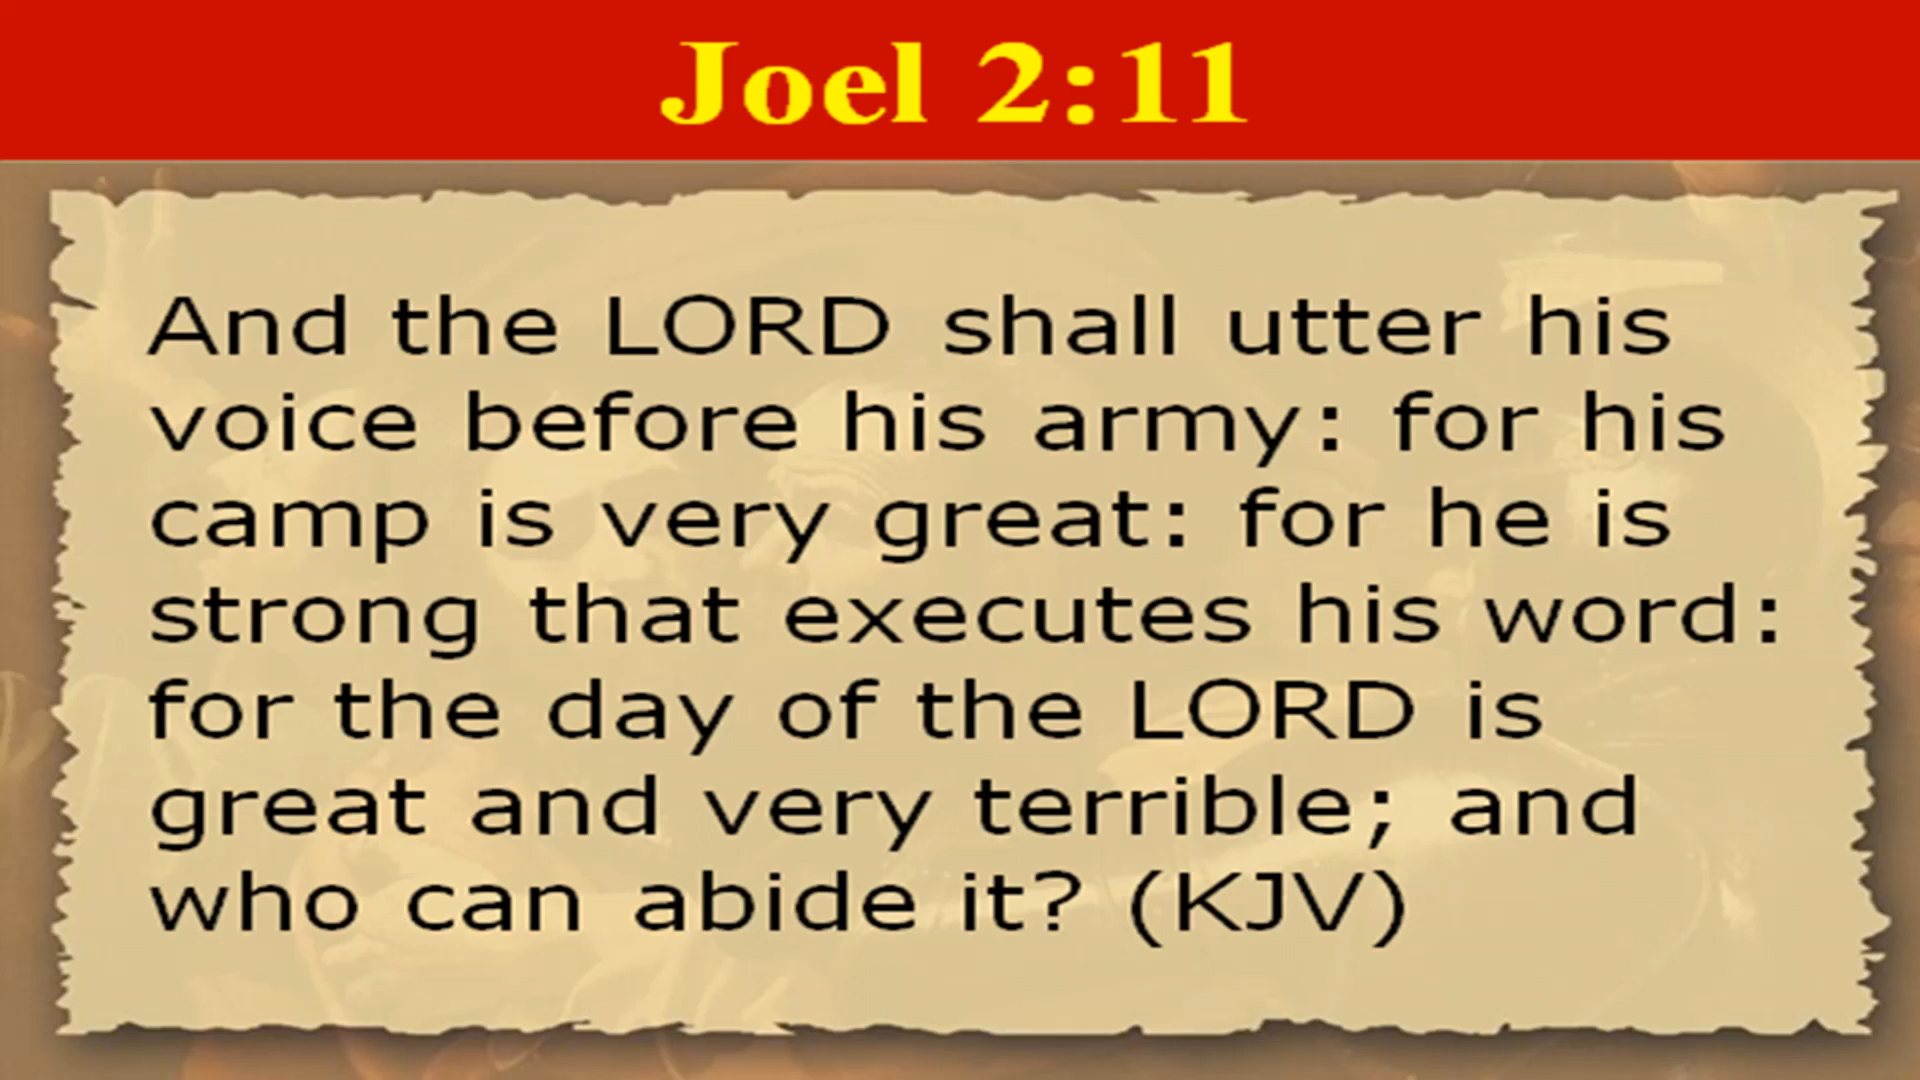 Joel 2:11
And the LORD shall utter his
voice before his army: for his
camp is very great: for he is
strong that executes his word:
for the day of the LORD is
great and very terrible; and
who can abide it? (KJV)